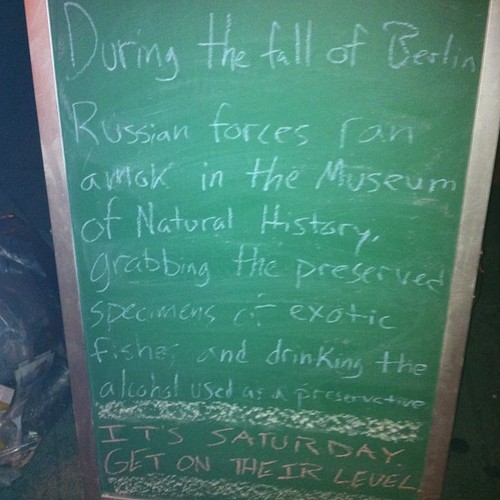 During the fall of Berlin
Russian forces ran
amok in the Museum
of Natural History,
grabbing the preserved
specimens of exotic
fishes and drinking the
alcohol used as a preservative
IT'S SATURDAY.
GET ON THEIR LEVEL